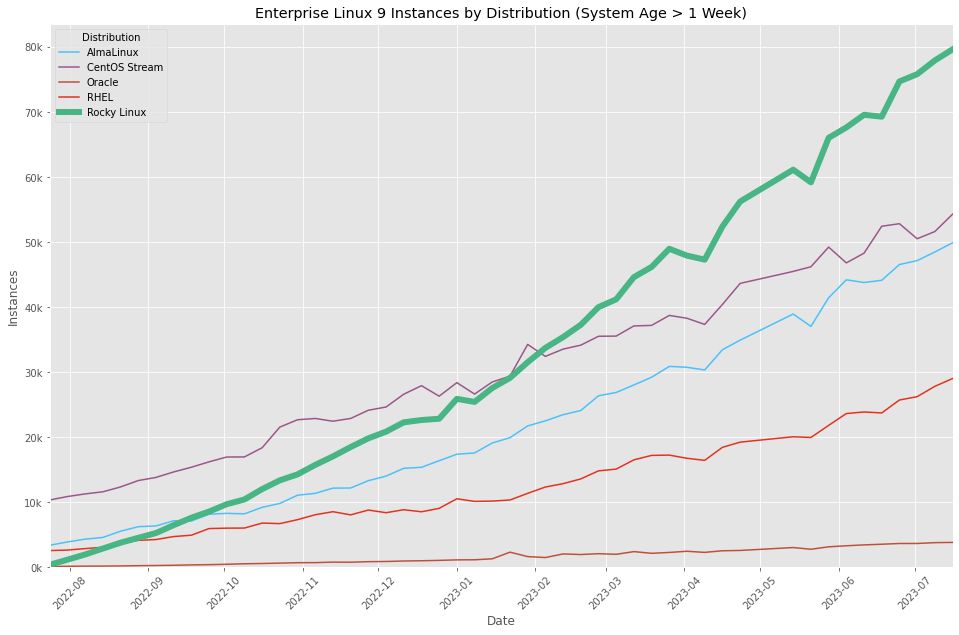 Enterprise Linux 9 Instances by Distribution (System Age > 1 Week)
Distribution
AlmaLinux
CentOS Stream
Oracle
RHEL
Rocky Linux
80k
70k
60k
50k
40k
30k
20k
10k
0k
Instances
2022-08
2022-09
2022-10
2022-11
2022-12
2023-01
2023-02
2023-03
2023-04
2023-05
2023-06
2023-07
Date